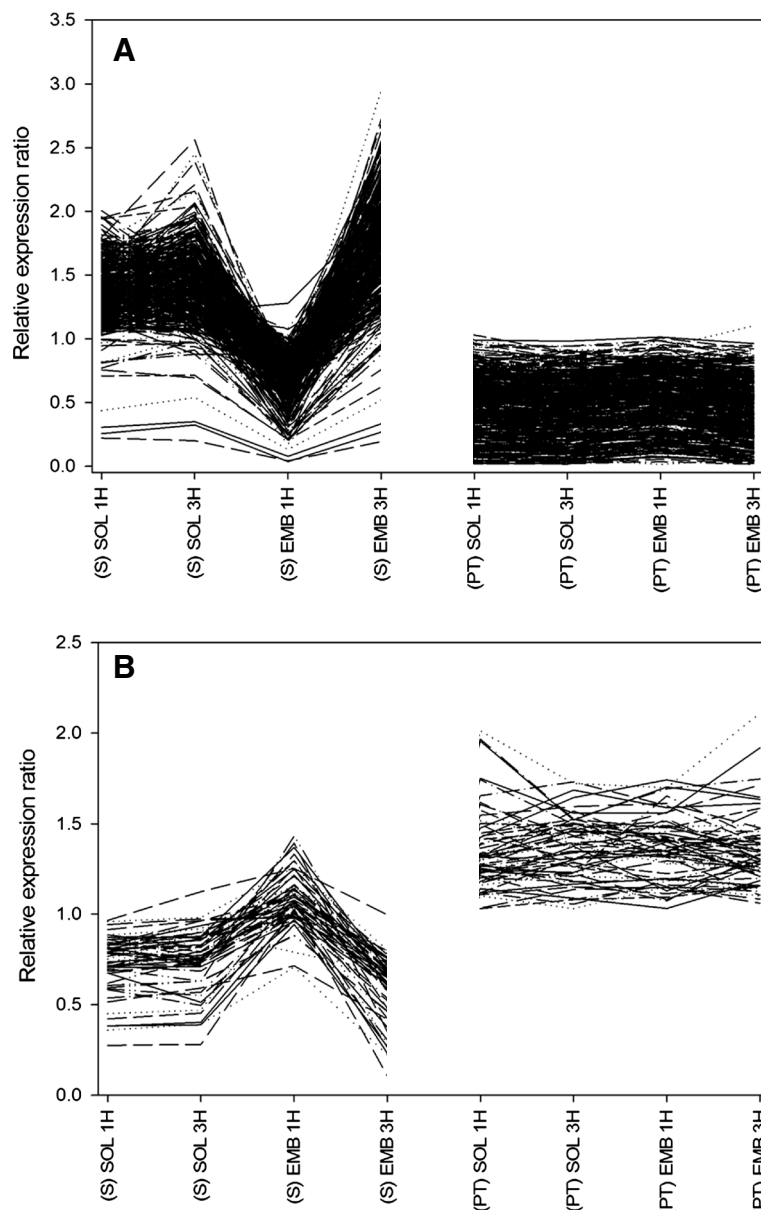 A
Relative expression ratio
3.5
3.0
2.5
2.0
1.5
1.0
0.5
0.0
(S) SOL 1H
(S) SOL 3H
(S) EMB 1H
(S) EMB 3H
(PT) SOL 1H
(PT) SOL 3H
(PT) EMB 1H
(PT) EMB 3H
B
Relative expression ratio
2.5
2.0
1.5
1.0
0.5
0.0
(S) SOL 1H
(S) SOL 3H
(S) EMB 1H
(S) EMB 3H
(PT) SOL 1H
(PT) SOL 3H
(PT) EMB 1H
(PT) EMB 3H